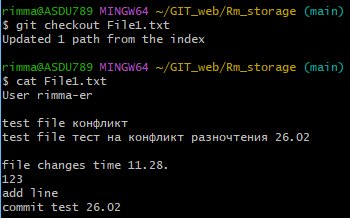 rimma@ASDU789 MINGW64 ~/GIT_web/Rm_storage (main)
$ git checkout File1.txt
Updated 1 path from the index

rimma@ASDU789 MINGW64 ~/GIT_web/Rm_storage (main)
$ cat File1.txt
User rimma-er

test file конфликт
test file тест на конфликт разночтения 26.02

file changes time 11.28.
123
add line
commit test 26.02